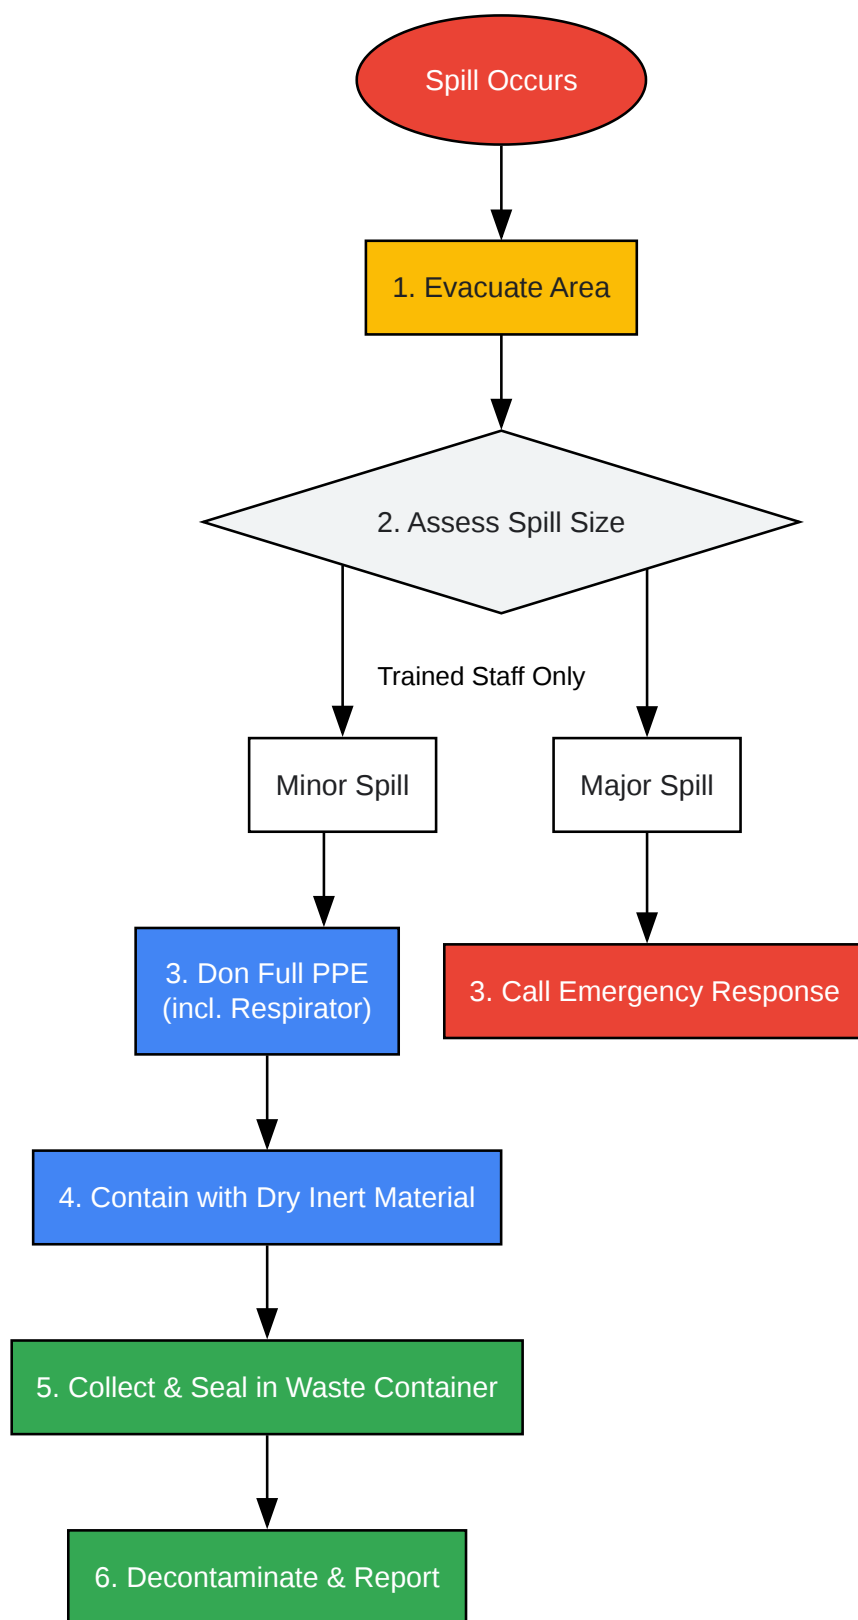 Spill Occurs
1. Evacuate Area
2. Assess Spill Size
Trained Staff Only
Minor Spill
Major Spill
3. Don Full PPE
(incl. Respirator)
3. Call Emergency Response
4. Contain with Dry Inert Material
5. Collect & Seal in Waste Container
6. Decontaminate & Report